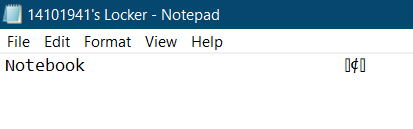 14101941's Locker - Notepad
File Edit Format View Help
Notebook ▯¢▯